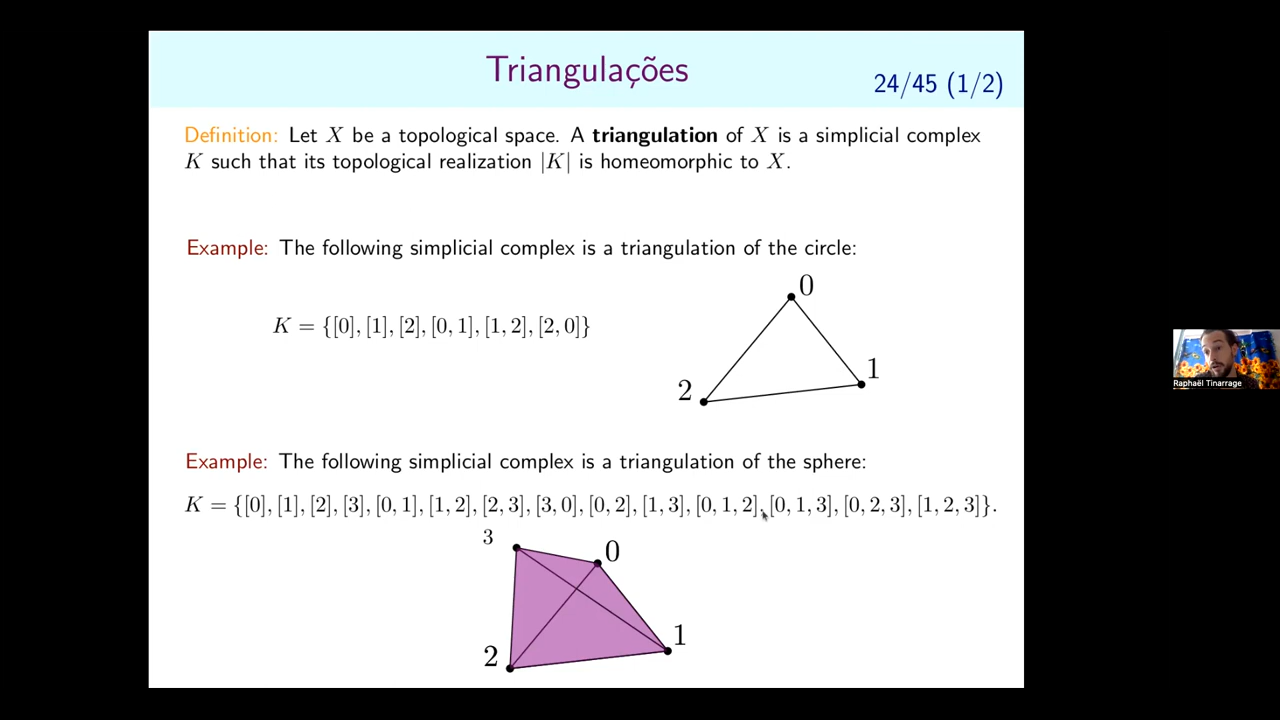 Triangulações
24/45 (1/2)
Definition: Let X be a topological space. A triangulation of X is a simplicial complex
K such that its topological realization |K| is homeomorphic to X.
Example: The following simplicial complex is a triangulation of the circle:
0
K = {[0], [1], [2], [0, 1], [1, 2], [2, 0]}
1
2
Raphaël Tinarrage
Example: The following simplicial complex is a triangulation of the sphere:
K = {[0], [1], [2], [3], [0, 1], [1, 2], [2, 3], [3, 0], [0, 2], [1, 3], [0, 1, 2], [0, 1, 3], [0, 2, 3], [1, 2, 3]}.
3
0
1
2